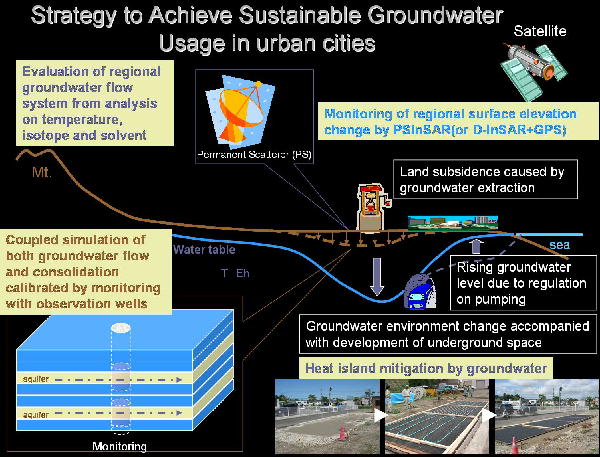 Strategy to Achieve Sustainable Groundwater
Usage in urban cities
Satellite
Evaluation of regional
groundwater flow
system from analysis
on temperature,
isotope and solvent
Permanent Scatterer (PS)
Monitoring of regional surface elevation
change by PSInSAR(or D-InSAR+GPS)
Mt.
Land subsidence caused by
groundwater extraction
Coupled simulation of
both groundwater flow
and consolidation
calibrated by monitoring
with observation wells
Water table
T Eh
sea
Rising groundwater
level due to regulation
on pumping
Groundwater environment change accompanied
with development of underground space
Heat island mitigation by groundwater
aquifer
aquifer
Monitoring